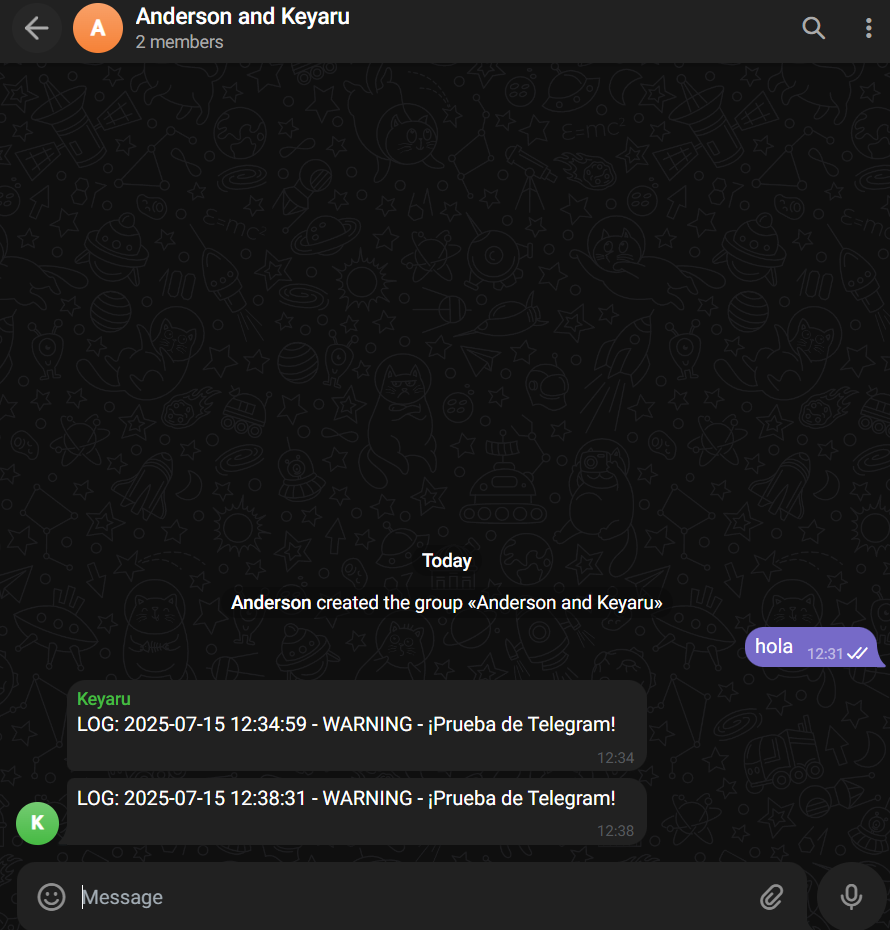 A
Anderson and Keyaru
2 members
Today
Anderson created the group «Anderson and Keyaru»
hola 12:31
Keyaru
LOG: 2025-07-15 12:34:59 - WARNING - ¡Prueba de Telegram!
12:34
LOG: 2025-07-15 12:38:31 - WARNING - ¡Prueba de Telegram!
12:38
K
Message